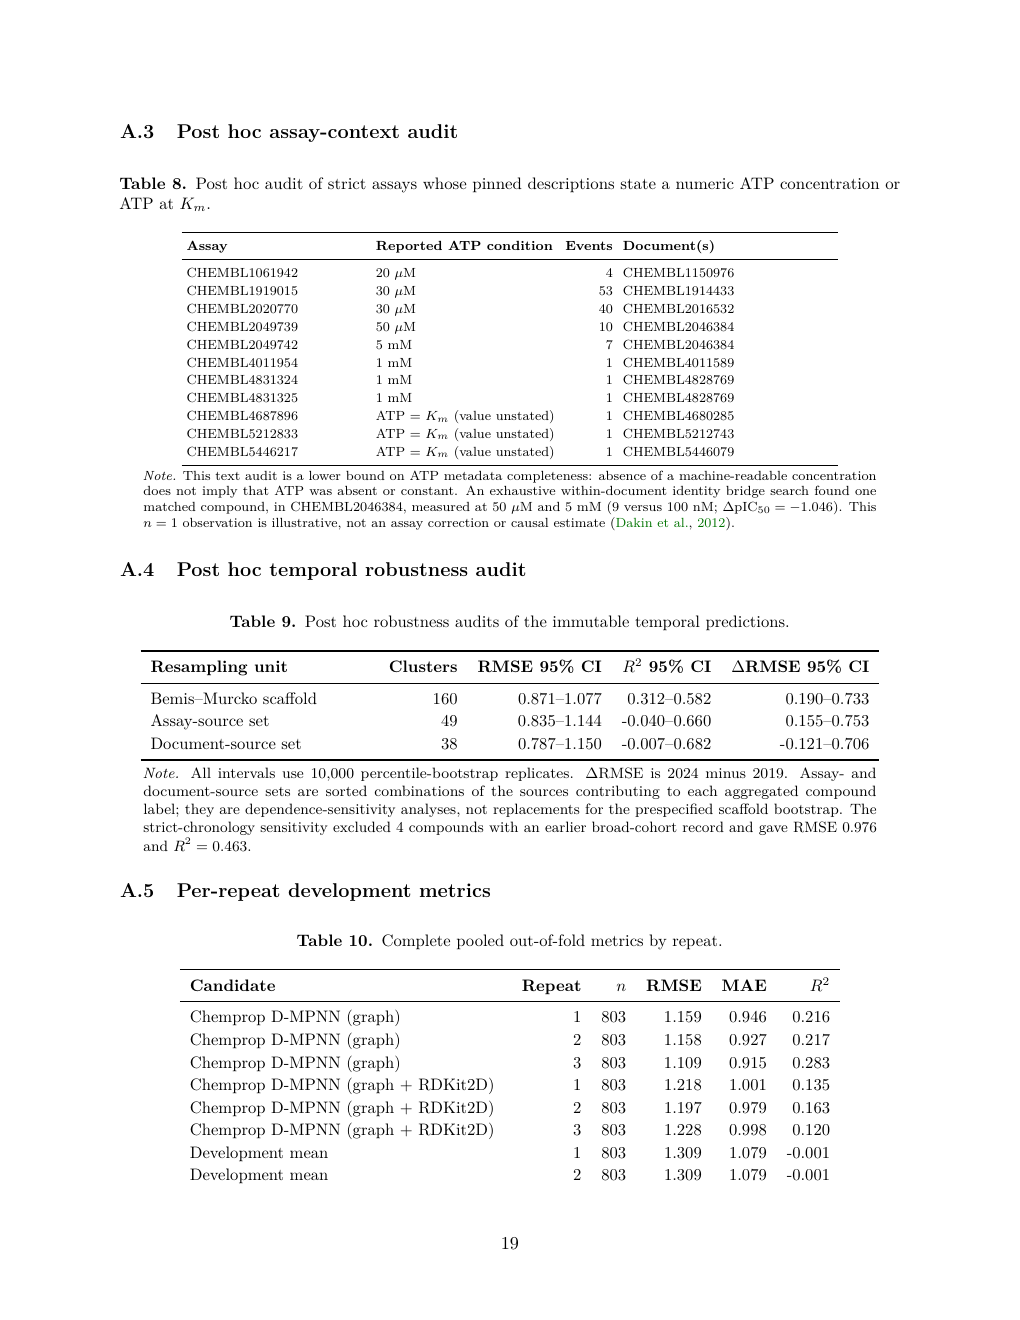 A.3 Post hoc assay-context audit
Table 8. Post hoc audit of strict assays whose pinned descriptions state a numeric ATP concentration or
ATP at Km.
Assay Reported ATP condition Events Document(s)
CHEMBL1061942 20 μM 4 CHEMBL1150976
CHEMBL1919015 30 μM 53 CHEMBL1914433
CHEMBL2020770 30 μM 40 CHEMBL2016532
CHEMBL2049739 50 μM 10 CHEMBL2046384
CHEMBL2049742 5 mM 7 CHEMBL2046384
CHEMBL4011954 1 mM 1 CHEMBL4011589
CHEMBL4831324 1 mM 1 CHEMBL4828769
CHEMBL4831325 1 mM 1 CHEMBL4828769
CHEMBL4687896 ATP = Km (value unstated) 1 CHEMBL4680285
CHEMBL5212833 ATP = Km (value unstated) 1 CHEMBL5212743
CHEMBL5446217 ATP = Km (value unstated) 1 CHEMBL5446079
Note. This text audit is a lower bound on ATP metadata completeness: absence of a machine-readable concentration
does not imply that ATP was absent or constant. An exhaustive within-document identity bridge search found one
matched compound, in CHEMBL2046384, measured at 50 μM and 5 mM (9 versus 100 nM; ΔpIC50 = −1.046). This
n = 1 observation is illustrative, not an assay correction or causal estimate (Dakin et al., 2012).
A.4 Post hoc temporal robustness audit
Table 9. Post hoc robustness audits of the immutable temporal predictions.
Resampling unit Clusters RMSE 95% CI R² 95% CI ΔRMSE 95% CI
Bemis–Murcko scaffold 160 0.871–1.077 0.312–0.582 0.190–0.733
Assay-source set 49 0.835–1.144 -0.040–0.660 0.155–0.753
Document-source set 38 0.787–1.150 -0.007–0.682 -0.121–0.706
Note. All intervals use 10,000 percentile-bootstrap replicates. ΔRMSE is 2024 minus 2019. Assay- and
document-source sets are sorted combinations of the sources contributing to each aggregated compound
label; they are dependence-sensitivity analyses, not replacements for the prespecified scaffold bootstrap. The
strict-chronology sensitivity excluded 4 compounds with an earlier broad-cohort record and gave RMSE 0.976
and R² = 0.463.
A.5 Per-repeat development metrics
Table 10. Complete pooled out-of-fold metrics by repeat.
Candidate Repeat n RMSE MAE R²
Chemprop D-MPNN (graph) 1 803 1.159 0.946 0.216
Chemprop D-MPNN (graph) 2 803 1.158 0.927 0.217
Chemprop D-MPNN (graph) 3 803 1.109 0.915 0.283
Chemprop D-MPNN (graph + RDKit2D) 1 803 1.218 1.001 0.135
Chemprop D-MPNN (graph + RDKit2D) 2 803 1.197 0.979 0.163
Chemprop D-MPNN (graph + RDKit2D) 3 803 1.228 0.998 0.120
Development mean 1 803 1.309 1.079 -0.001
Development mean 2 803 1.309 1.079 -0.001
19